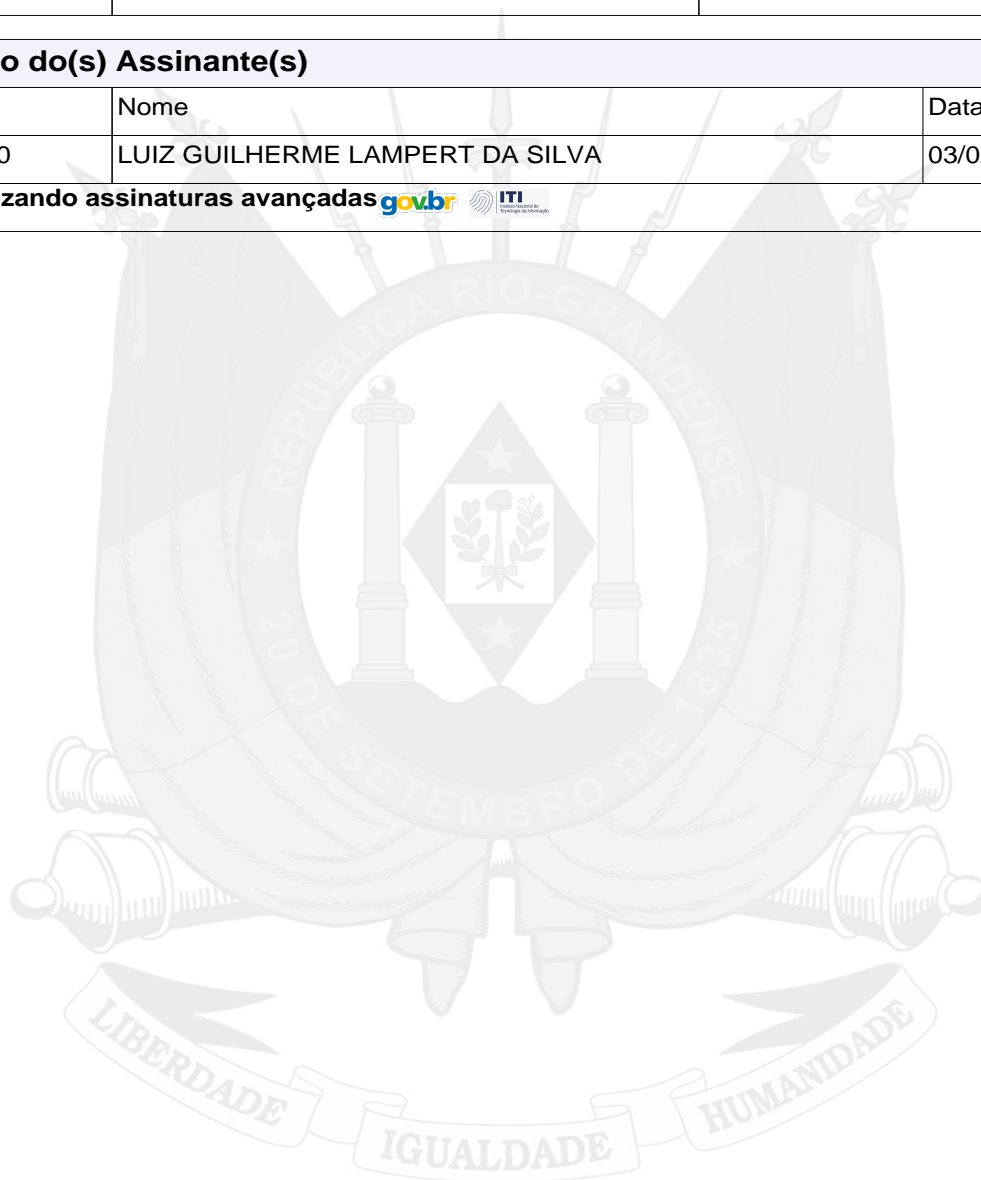 o do(s) Assinante(s)
Nome Data
0 LUIZ GUILHERME LAMPERT DA SILVA 03/0
zando assinaturas avançadas gov.br ITI
REPÚBLICA RIO-GRANDENSE
20 DE SETEMBRO DE 1835
LIBERDADE IGUALDADE HUMANIDADE